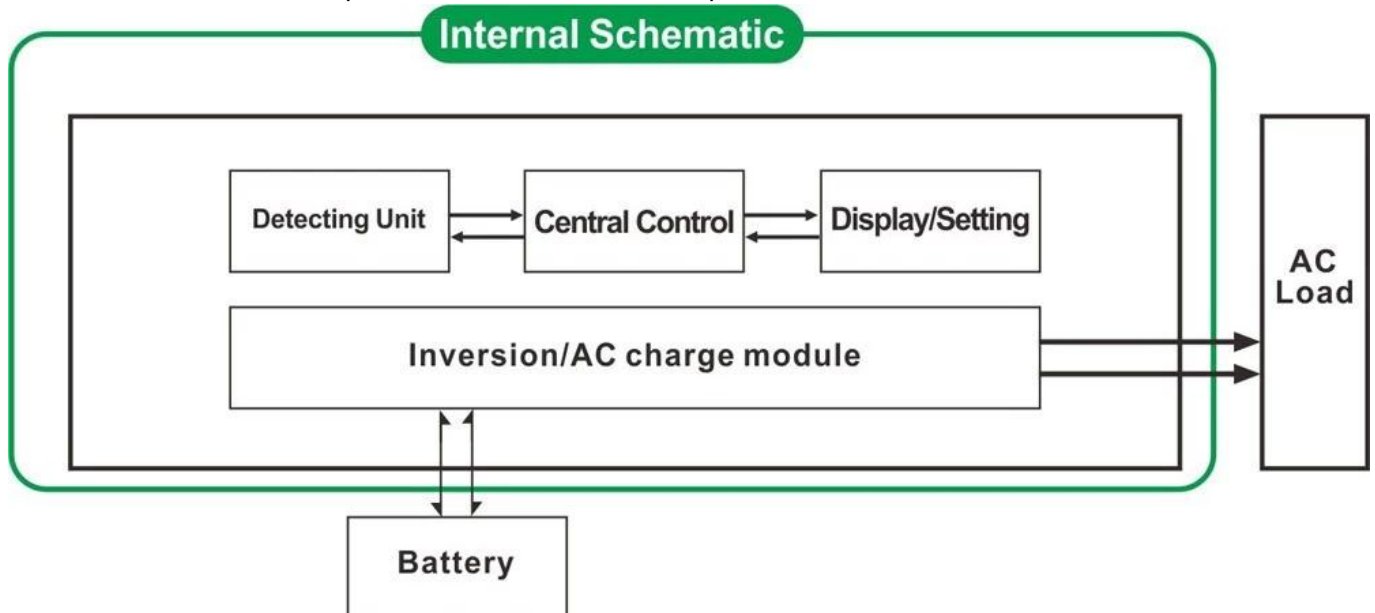 Internal Schematic
Detecting Unit
Central Control
Display/Setting
AC
Load
Inversion/AC charge module
Battery